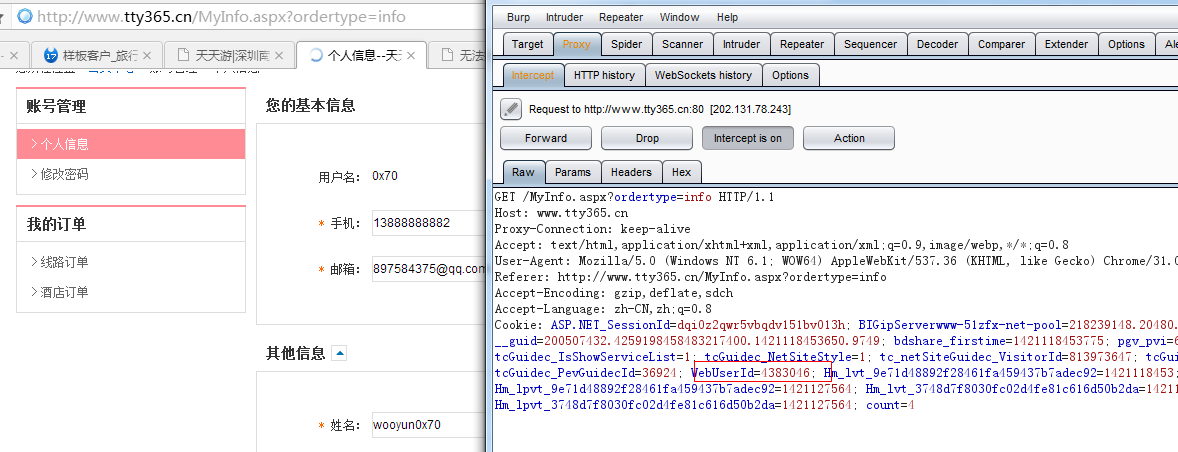 http://www.tty365.cn/MyInfo.aspx?ordertype=info
样板客户_旅行
天天游|深圳国
个人信息--天天
无法
账号管理
个人信息
修改密码
我的订单
线路订单
酒店订单
您的基本信息
用户名: 0x70
* 手机: 13888888882
* 邮箱: 897584375@qq.com
其他信息
* 姓名: wooyun0x70
Burp Intruder Repeater Window Help
Target Proxy Spider Scanner Intruder Repeater Sequencer Decoder Comparer Extender Options Ale
Intercept HTTP history WebSockets history Options
Request to http://www.tty365.cn:80 [202.131.78.243]
Forward Drop Intercept is on Action
Raw Params Headers Hex
GET /MyInfo.aspx?ordertype=info HTTP/1.1
Host: www.tty365.cn
Proxy-Connection: keep-alive
Accept: text/html,application/xhtml+xml,application/xml;q=0.9,image/webp,*/*;q=0.8
User-Agent: Mozilla/5.0 (Windows NT 6.1; WOW64) AppleWebKit/537.36 (KHTML, like Gecko) Chrome/31.0
Referer: http://www.tty365.cn/MyInfo.aspx?ordertype=info
Accept-Encoding: gzip,deflate,sdch
Accept-Language: zh-CN,zh;q=0.8
Cookie: ASP.NET_SessionId=dqi0z2qwr5vbqdv151bv013h; BIGipServerwww-51zfx-net-pool=218239148.20480.
__guid=200507432.4259198458483217400.1421118453650.9749; bdshare_firstime=1421118453775; pgv_pvi=6
tcGuidec_IsShowServiceList=1; tcGuidec_NetSiteStyle=1; tc_netSiteGuidec_VisitorId=813973647; tcGui
tcGuidec_PevGuidecId=36924; WebUserId=4383046; Hm_lvt_9e71d48892f28461fa459437b7adec92=1421118453;
Hm_lpvt_9e71d48892f28461fa459437b7adec92=1421127564; Hm_lvt_3748d7f8030fc02d4fe81c616d50b2da=14211
Hm_lpvt_3748d7f8030fc02d4fe81c616d50b2da=1421127564; count=4